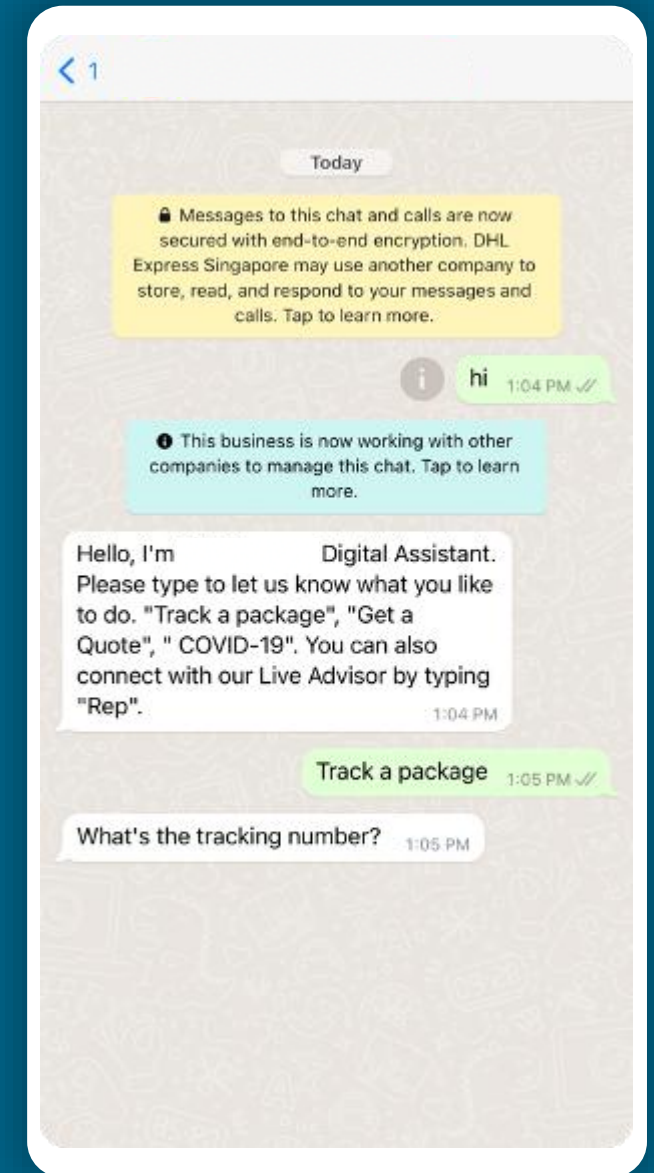 1
Today
Messages to this chat and calls are now
secured with end-to-end encryption. DHL
Express Singapore may use another company to
store, read, and respond to your messages and
calls. Tap to learn more.
hi 1:04 PM
This business is now working with other
companies to manage this chat. Tap to learn
more.
Hello, I'm Digital Assistant.
Please type to let us know what you like
to do. "Track a package", "Get a
Quote", " COVID-19". You can also
connect with our Live Advisor by typing
"Rep".
1:04 PM
Track a package 1:05 PM
What's the tracking number? 1:05 PM